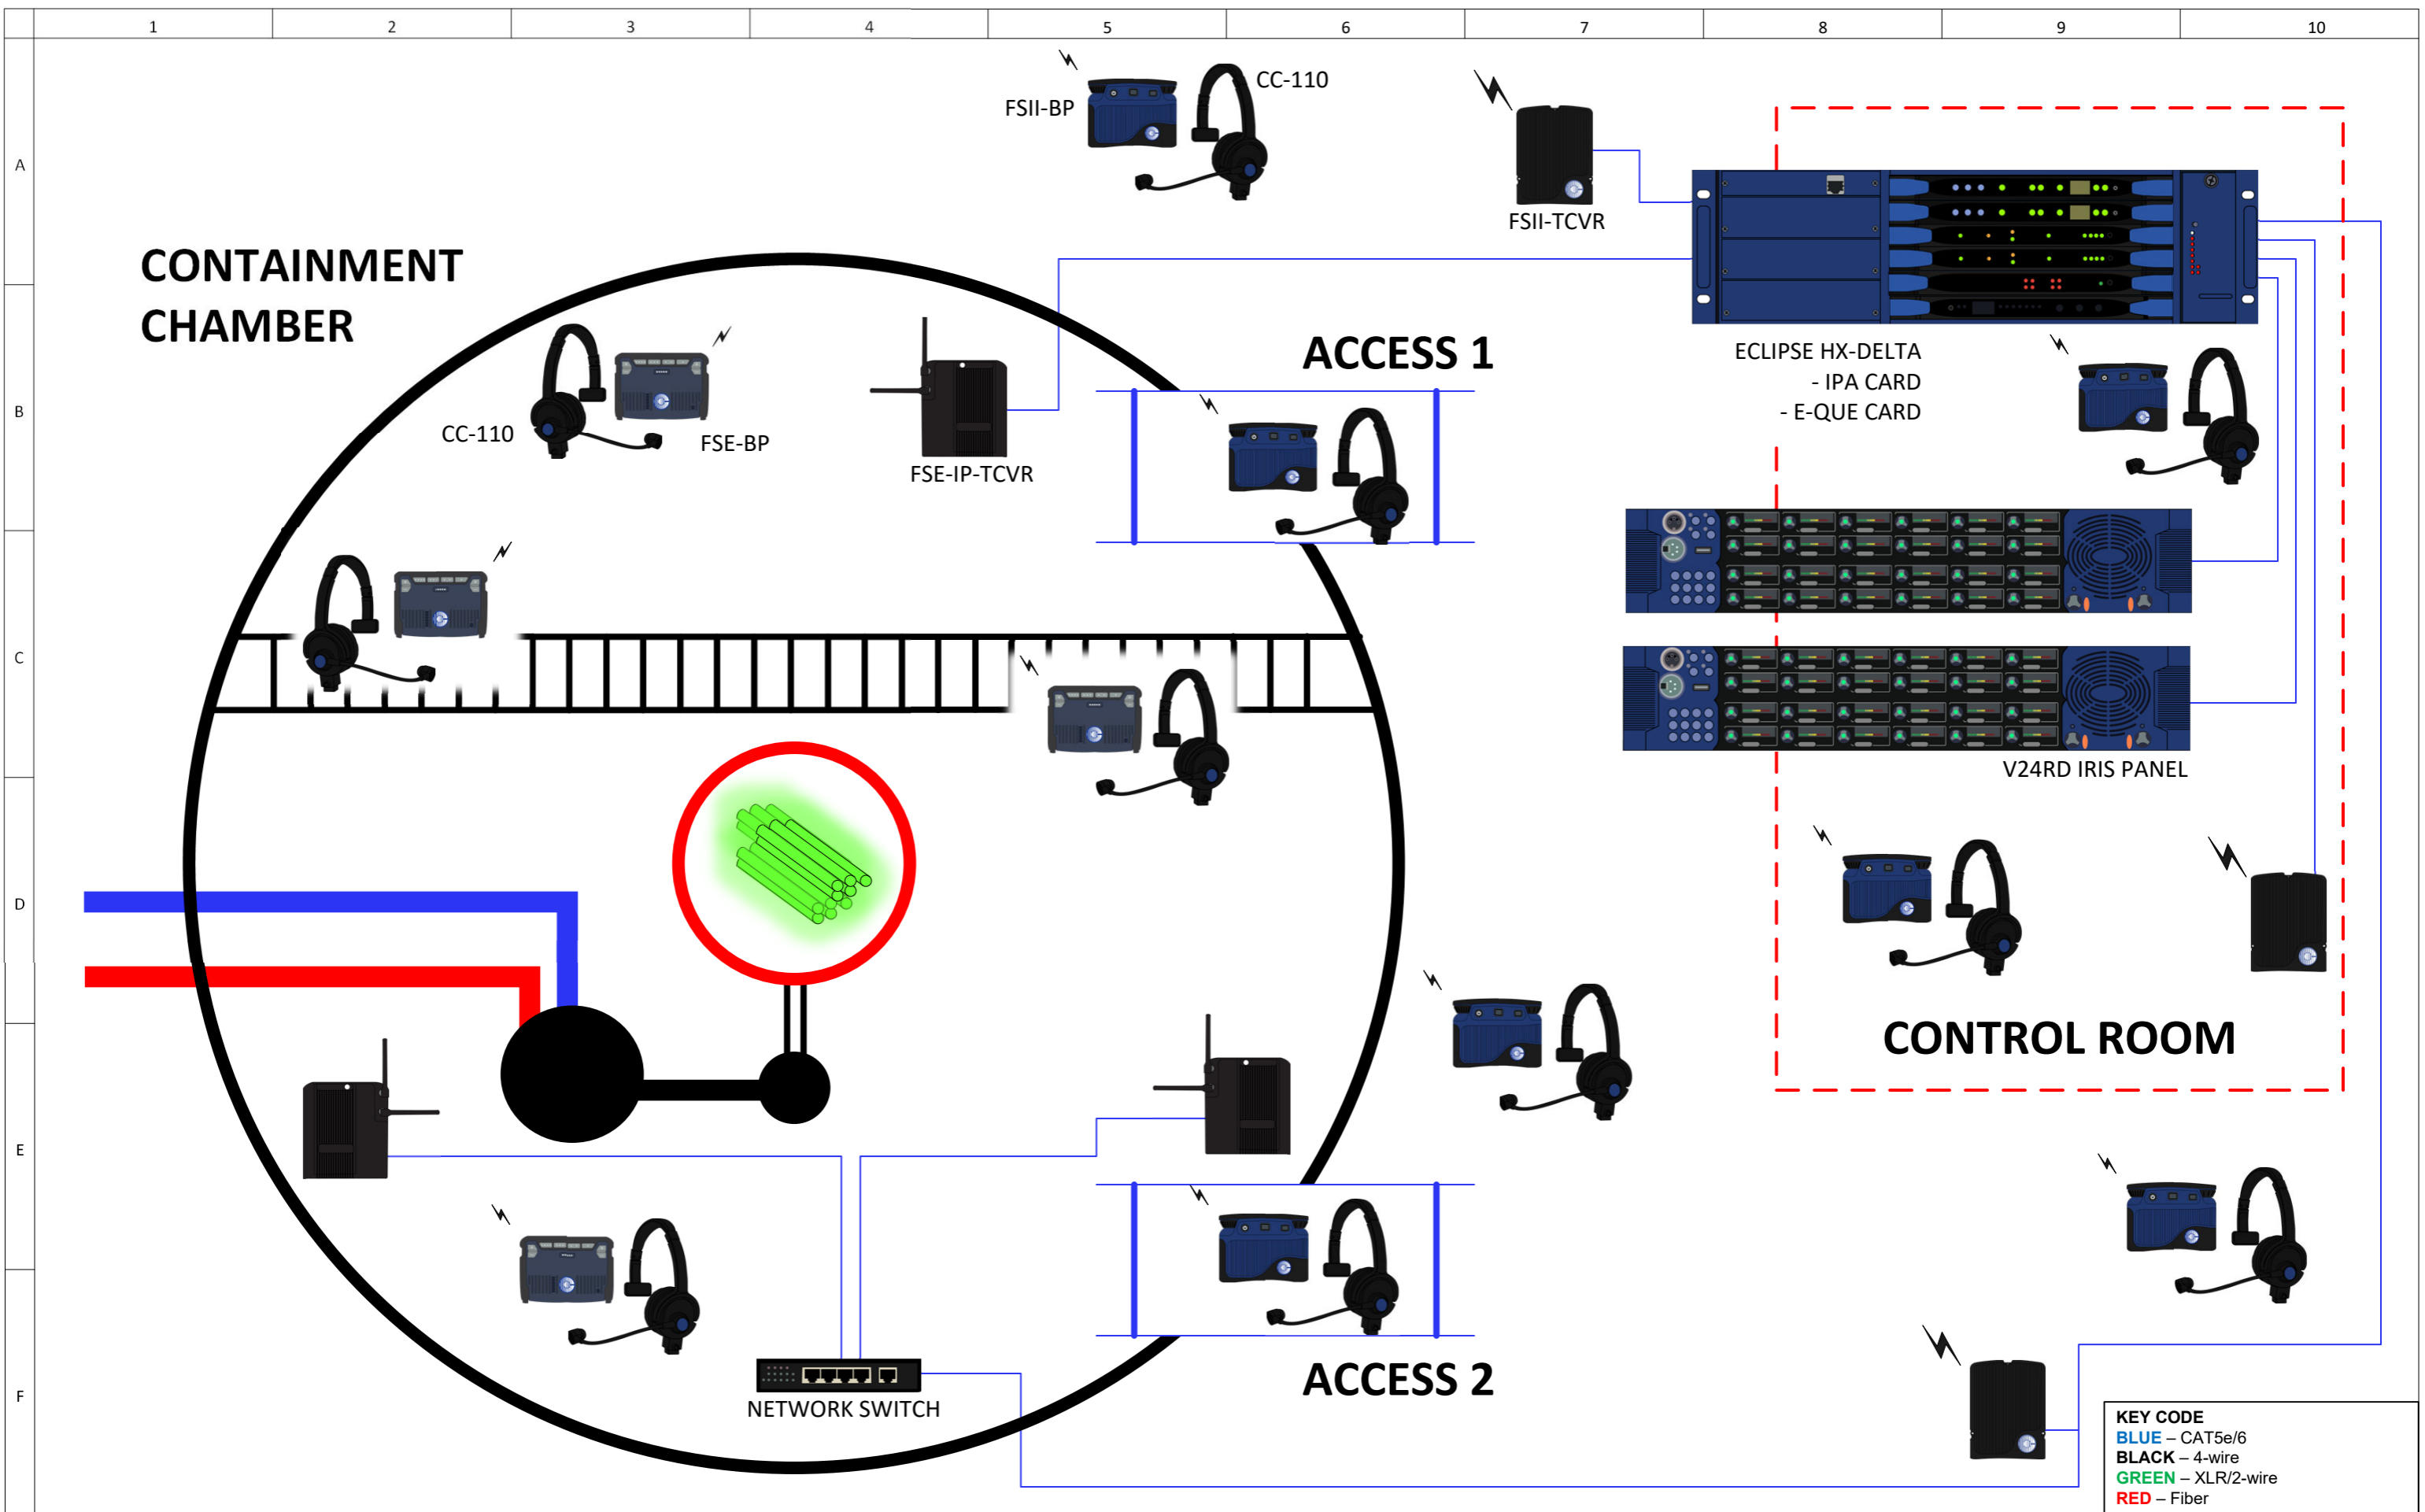 1 2 3 4 5 6 7 8 9 10
CC-110
FSII-BP
A
FSII-TCVR
CONTAINMENT
CHAMBER
ACCESS 1
ECLIPSE HX-DELTA
- IPA CARD
- E-QUE CARD
B
CC-110
FSE-BP
FSE-IP-TCVR
C
V24RD IRIS PANEL
D
CONTROL ROOM
E
ACCESS 2
F
NETWORK SWITCH
KEY CODE
BLUE – CAT5e/6
BLACK – 4-wire
GREEN – XLR/2-wire
RED – Fiber